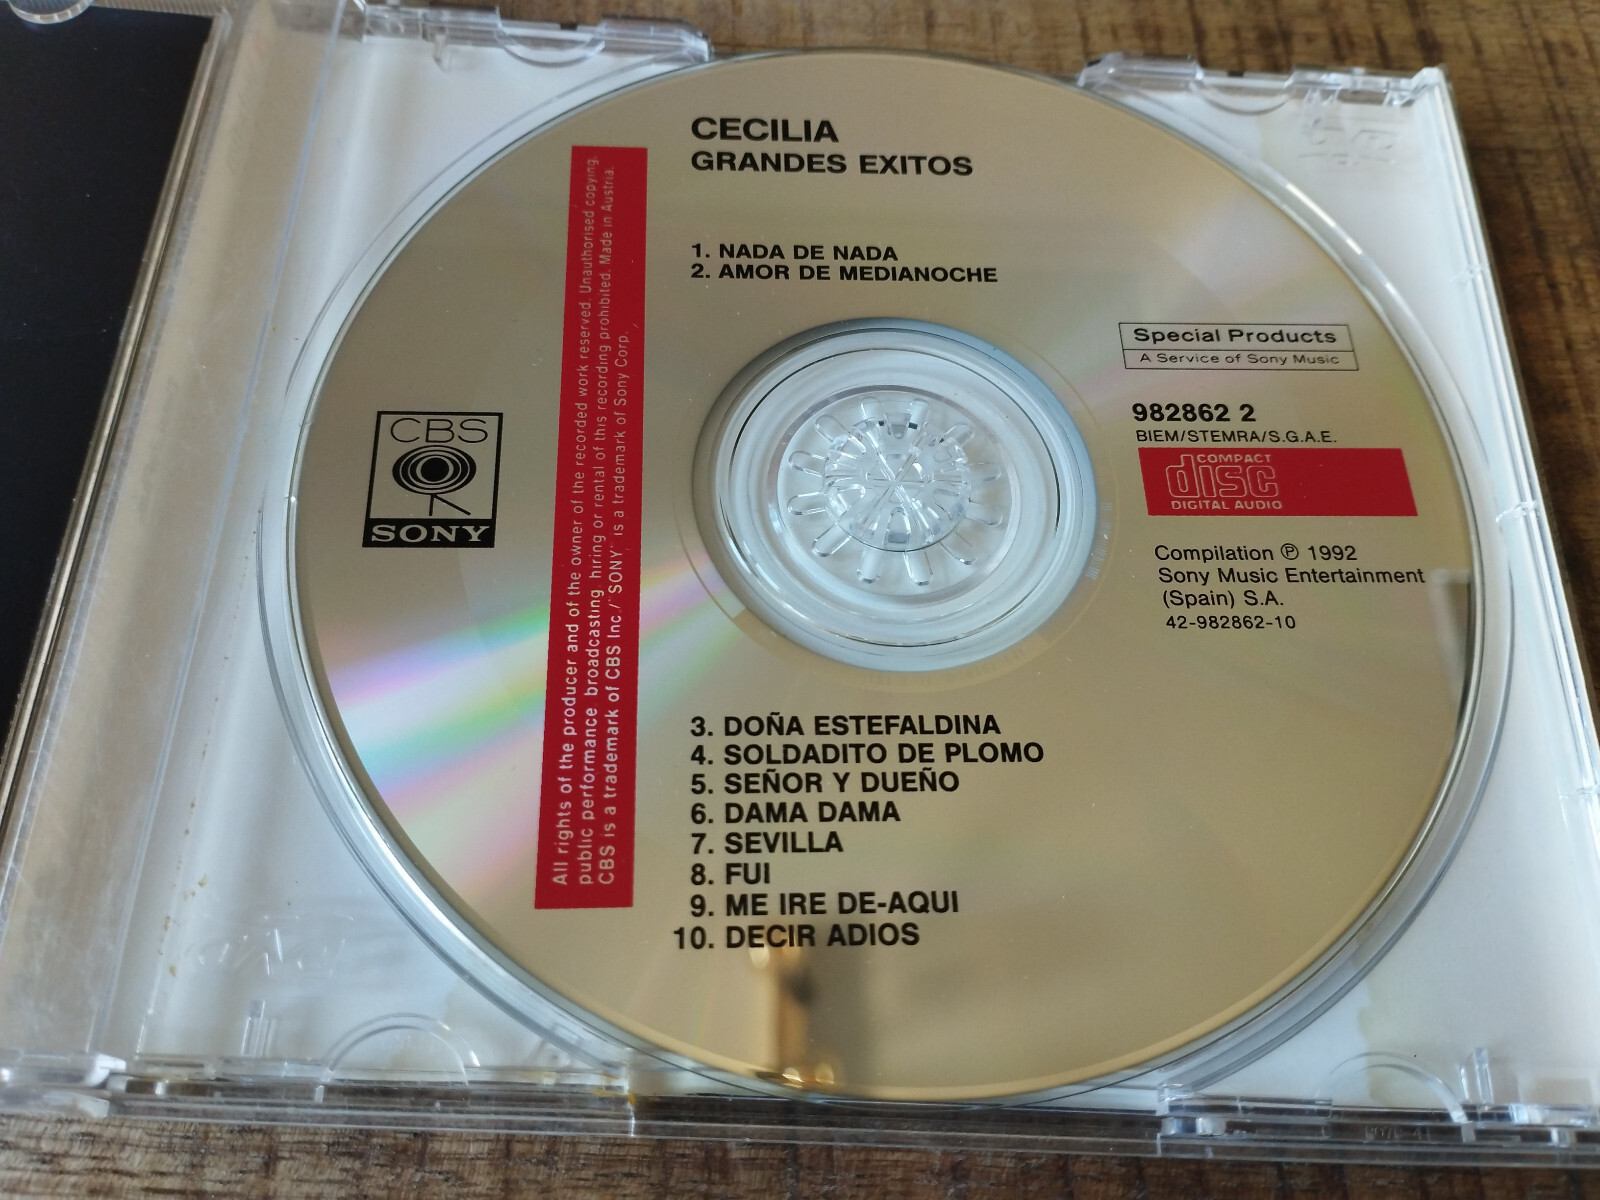 CECILIA
GRANDES EXITOS
1. NADA DE NADA
2. AMOR DE MEDIANOCHE
Special Products
A Service of Sony Music
982862 2
BIEM/STEMRA/S.G.A.E.
COMPACT
disc
DIGITAL AUDIO
Compilation ℗ 1992
Sony Music Entertainment
(Spain) S.A.
42-982862-10
CBS
SONY
All rights of the producer and of the owner of the recorded work reserved. Unauthorised copying,
public performance, broadcasting, hiring or rental of this recording prohibited. Made in Austria.
CBS is a trademark of CBS Inc./"SONY" is a trademark of Sony Corp.
3. DOÑA ESTEFALDINA
4. SOLDADITO DE PLOMO
5. SEÑOR Y DUEÑO
6. DAMA DAMA
7. SEVILLA
8. FUI
9. ME IRE DE-AQUI
10. DECIR ADIOS